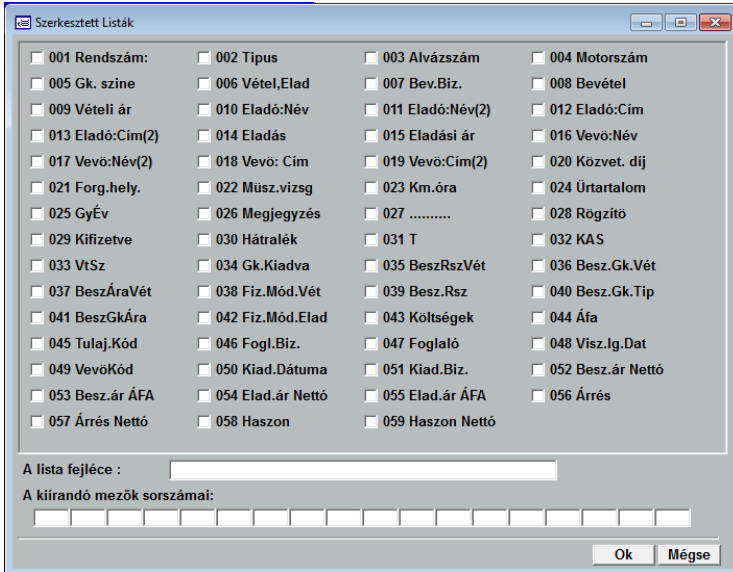 Szerkesztett Listák
001 Rendszám: 002 Tipus 003 Alvázszám 004 Motorszám
005 Gk. szine 006 Vétel,Elad 007 Bev.Biz. 008 Bevétel
009 Vételi ár 010 Eladó:Név 011 Eladó:Név(2) 012 Eladó:Cím
013 Eladó:Cím(2) 014 Eladás 015 Eladási ár 016 Vevö:Név
017 Vevö:Név(2) 018 Vevö: Cím 019 Vevö:Cím(2) 020 Közvet. díj
021 Forg.hely. 022 Müsz.vizsg 023 Km.óra 024 Ürtartalom
025 GyÉv 026 Megjegyzés 027 .......... 028 Rögzítö
029 Kifizetve 030 Hátralék 031 T 032 KAS
033 VtSz 034 Gk.Kiadva 035 BeszRszVét 036 Besz.Gk.Vét
037 BeszÁraVét 038 Fiz.Mód.Vét 039 Besz.Rsz 040 Besz.Gk.Tip
041 BeszGkÁra 042 Fiz.Mód.Elad 043 Költségek 044 Áfa
045 Tulaj.Kód 046 Fogl.Biz. 047 Foglaló 048 Visz.Ig.Dat
049 VevöKód 050 Kiad.Dátuma 051 Kiad.Biz. 052 Besz.ár Nettó
053 Besz.ár ÁFA 054 Elad.ár Nettó 055 Elad.ár ÁFA 056 Árrés
057 Árrés Nettó 058 Haszon 059 Haszon Nettó
A lista fejléce :
A kiírandó mezők sorszámai:
Ok Mégse